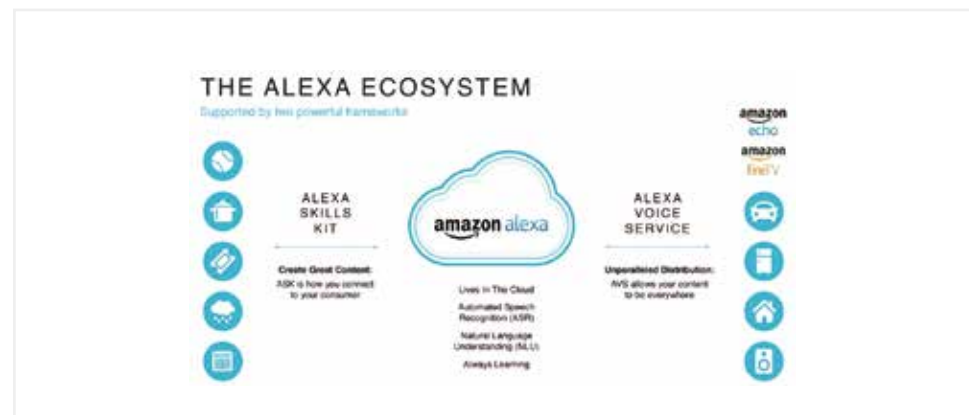 THE ALEXA ECOSYSTEM
Supported by two powerful frameworks
amazon
echo
amazon
fireTV
ALEXA
SKILLS
KIT
Create Great Content:
ASK is how you connect
to your consumer
amazon alexa
Lives In The Cloud
Automated Speech
Recognition (ASR)
Natural Language
Understanding (NLU)
Always Learning
ALEXA
VOICE
SERVICE
Unparalleled Distribution:
AVS allows your content
to be everywhere